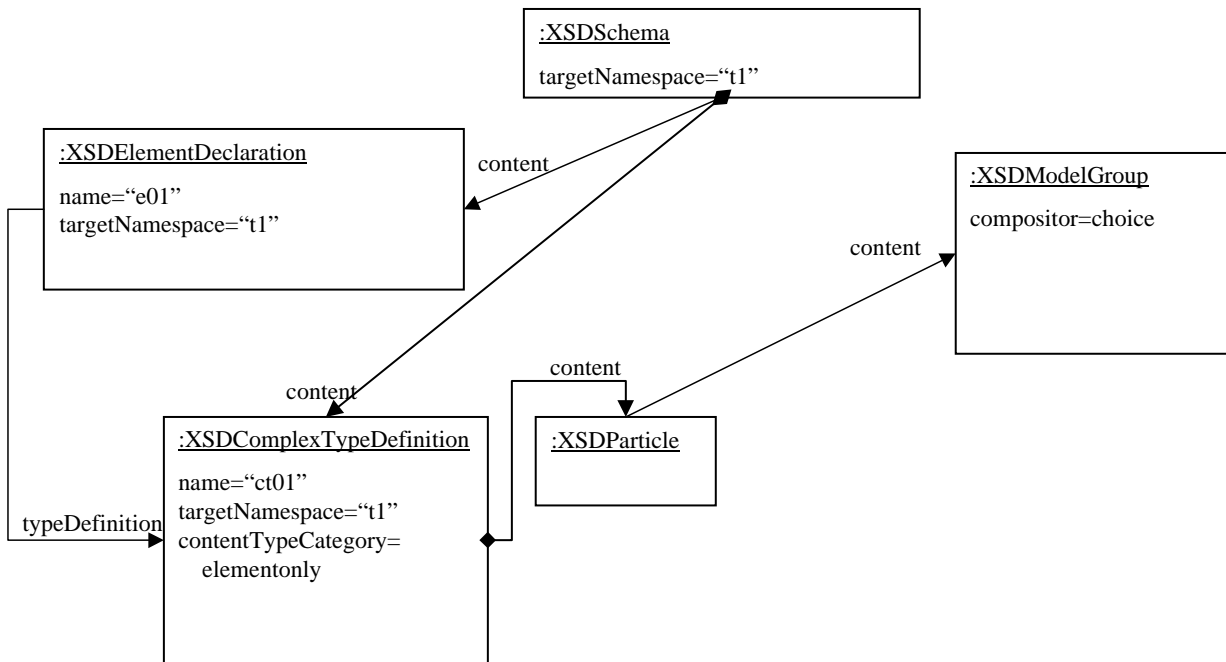 :XSDSchema
targetNamespace=“t1”
:XSDElementDeclaration
name=“e01”
targetNamespace=“t1”
content
:XSDModelGroup
compositor=choice
content
content
content
:XSDComplexTypeDefinition
name=“ct01”
targetNamespace=“t1”
contentTypeCategory=
elementonly
:XSDParticle
typeDefinition